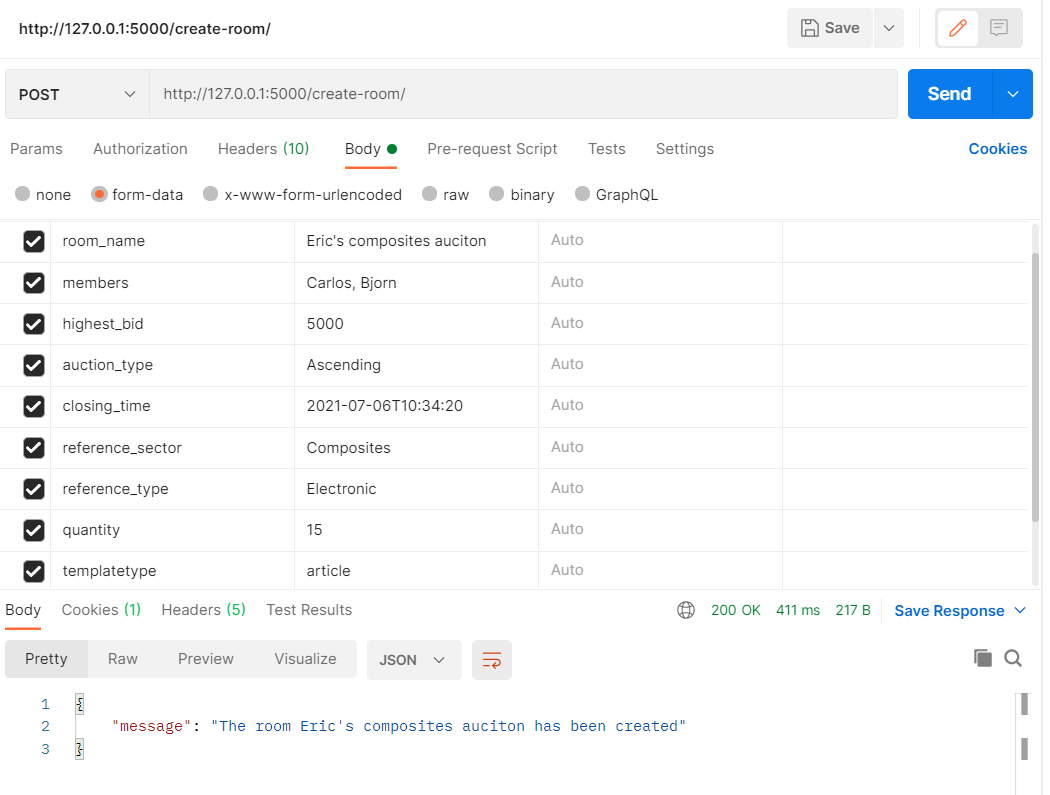 http://127.0.0.1:5000/create-room/ Save
POST http://127.0.0.1:5000/create-room/ Send
Params Authorization Headers (10) Body Pre-request Script Tests Settings Cookies
none form-data x-www-form-urlencoded raw binary GraphQL
room_name Eric's composites auciton Auto
members Carlos, Bjorn Auto
highest_bid 5000 Auto
auction_type Ascending Auto
closing_time 2021-07-06T10:34:20 Auto
reference_sector Composites Auto
reference_type Electronic Auto
quantity 15 Auto
templatetype article Auto
Body Cookies (1) Headers (5) Test Results 200 OK 411 ms 217 B Save Response
Pretty Raw Preview Visualize JSON
1 {
2 "message": "The room Eric's composites auciton has been created"
3 }